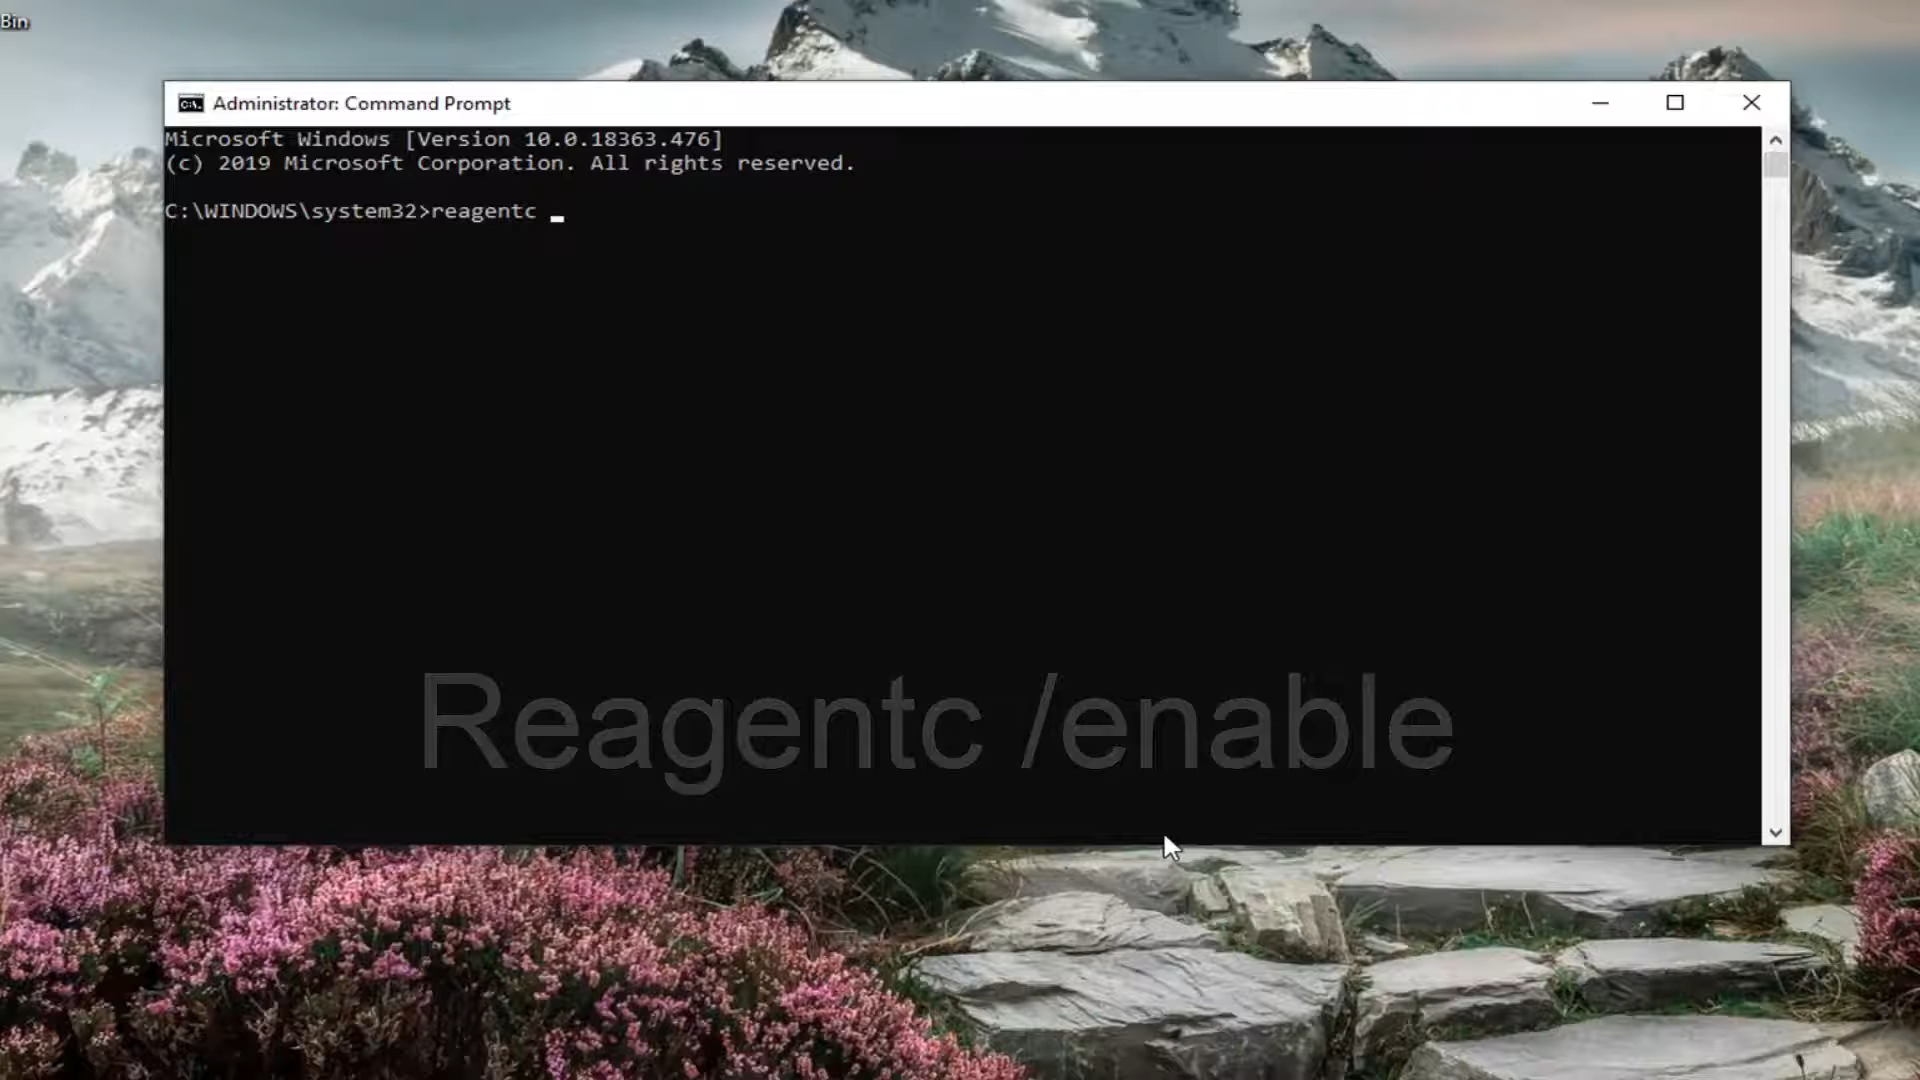 Bin
Administrator: Command Prompt
Microsoft Windows [Version 10.0.18363.476]
(c) 2019 Microsoft Corporation. All rights reserved.
C:\WINDOWS\system32>reagentc
Reagentc /enable